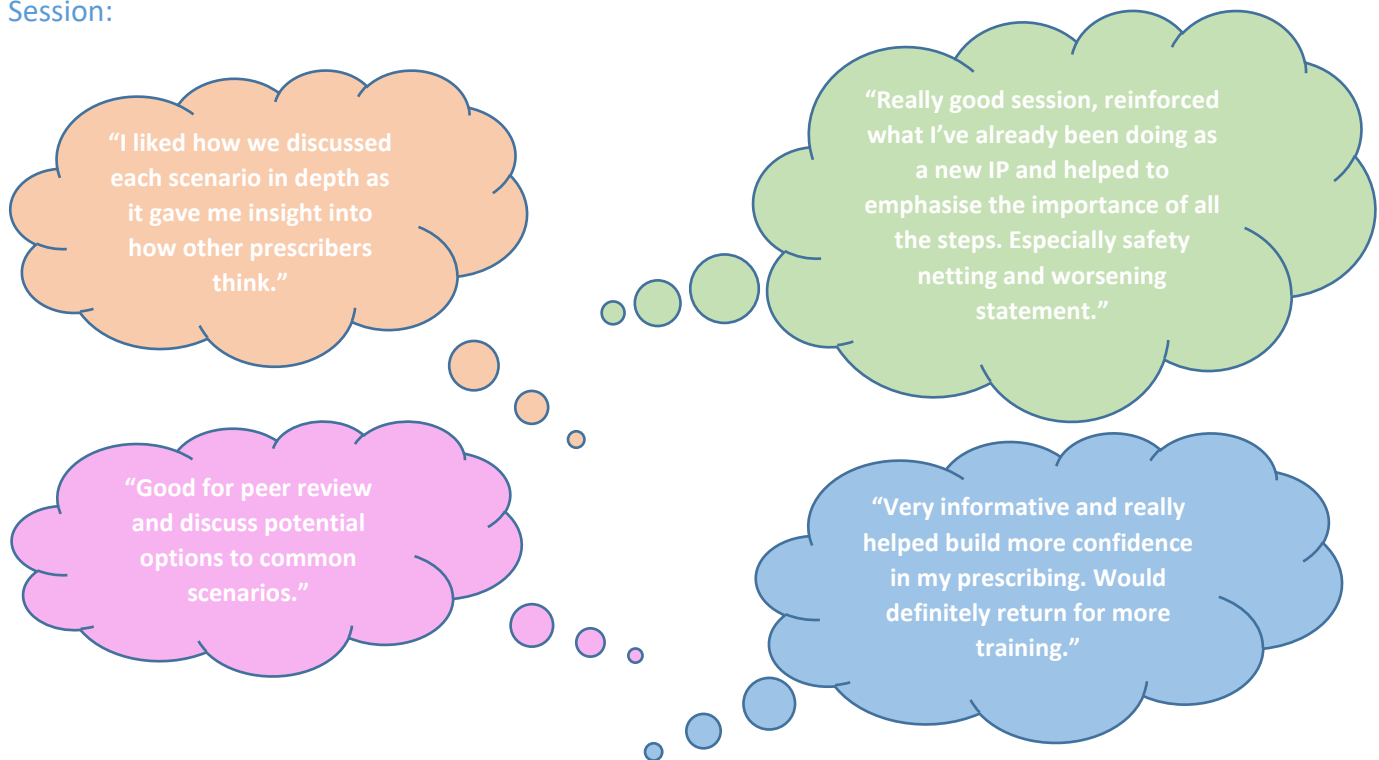 Session:
“I liked how we discussed
each scenario in depth as
it gave me insight into
how other prescribers
think.”
“Really good session, reinforced
what I’ve already been doing as
a new IP and helped to
emphasise the importance of all
the steps. Especially safety
netting and worsening
statement.”
“Good for peer review
and discuss potential
options to common
scenarios.”
“Very informative and really
helped build more confidence
in my prescribing. Would
definitely return for more
training.”